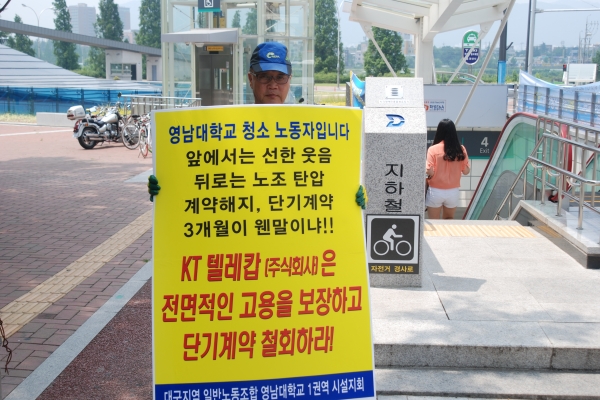 영남대학교 청소 노동자입니다
앞에서는 선한 웃음
뒤로는 노조 탄압
계약해지, 단기계약
3개월이 웬말이냐!!
KT 텔레캅 (주식회사)은
전면적인 고용을 보장하고
단기계약 철회하라!
대구지역 일반노동조합 영남대학교 1권역 시설지회
지하철
자전거 경사로
4
Exit